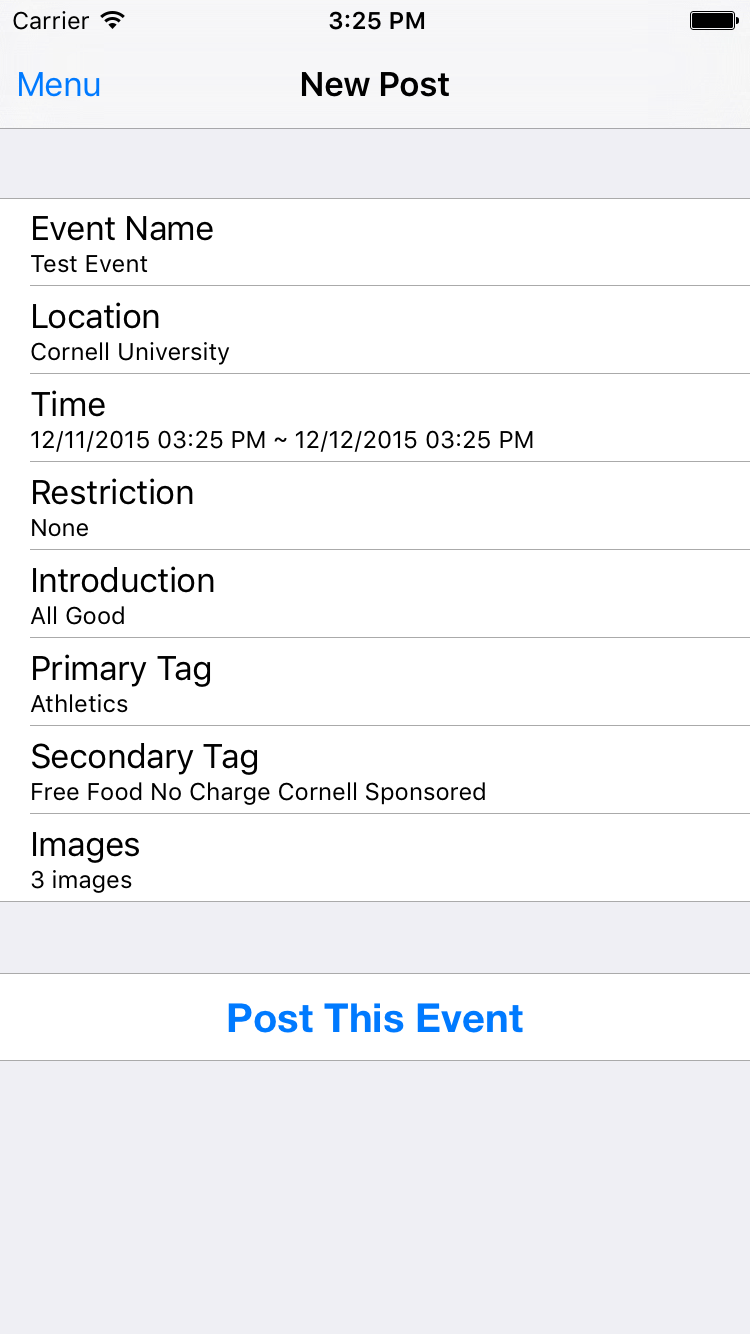 Carrier 3:25 PM
Menu New Post
Event Name
Test Event
Location
Cornell University
Time
12/11/2015 03:25 PM ~ 12/12/2015 03:25 PM
Restriction
None
Introduction
All Good
Primary Tag
Athletics
Secondary Tag
Free Food No Charge Cornell Sponsored
Images
3 images
Post This Event